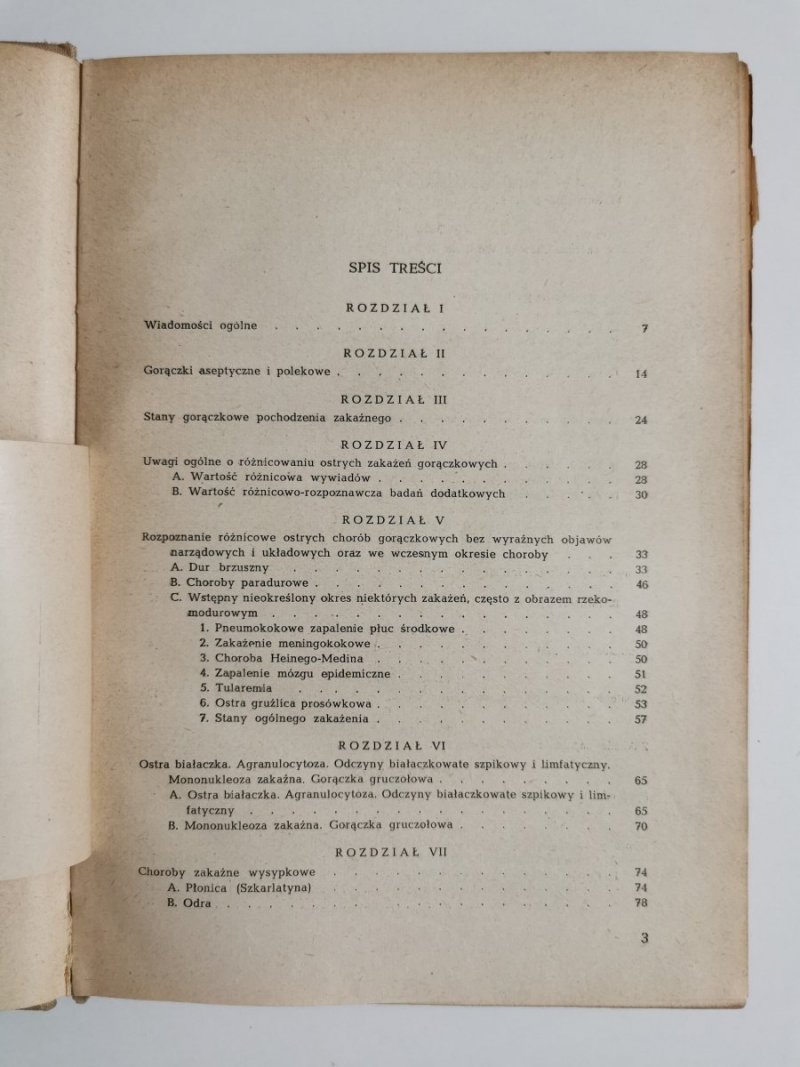 SPIS TREŚCI
ROZDZIAŁ I
Wiadomości ogólne . . . . . . . . . . . . . . . . . 7
ROZDZIAŁ II
Gorączki aseptyczne i polekowe . . . . . . . . . . . . . . 14
ROZDZIAŁ III
Stany gorączkowe pochodzenia zakaźnego . . . . . . . . . . . 24
ROZDZIAŁ IV
Uwagi ogólne o różnicowaniu ostrych zakażeń gorączkowych . . . . . . 28
A. Wartość różnicowa wywiadów . . . . . . . . . . . . 28
B. Wartość różnicowo-rozpoznawcza badań dodatkowych . . . . . 30
ROZDZIAŁ V
Rozpoznanie różnicowe ostrych chorób gorączkowych bez wyraźnych objawów
narządowych i układowych oraz we wczesnym okresie choroby . . . 33
A. Dur brzuszny . . . . . . . . . . . . . . . . 33
B. Choroby paradurowe . . . . . . . . . . . . . . . 46
C. Wstępny nieokreślony okres niektórych zakażeń, często z obrazem rzeko-
modurowym . . . . . . . . . . . . . . . . . 48
1. Pneumokokowe zapalenie płuc środkowe . . . . . . . . 48
2. Zakażenie meningokokowe . . . . . . . . . . . . 50
3. Choroba Heinego-Medina . . . . . . . . . . . . 50
4. Zapalenie mózgu epidemiczne . . . . . . . . . . . 51
5. Tularemia . . . . . . . . . . . . . . . . 52
6. Ostra gruźlica prosówkowa . . . . . . . . . . . . 53
7. Stany ogólnego zakażenia . . . . . . . . . . . . 57
ROZDZIAŁ VI
Ostra białaczka. Agranulocytoza. Odczyny białaczkowate szpikowy i limfatyczny.
Mononukleoza zakaźna. Gorączka gruczołowa . . . . . . . . . 65
A. Ostra białaczka. Agranulocytoza. Odczyny białaczkowate szpikowy i lim-
fatyczny . . . . . . . . . . . . . . . . . . 65
B. Mononukleoza zakaźna. Gorączka gruczołowa . . . . . . . . 70
ROZDZIAŁ VII
Choroby zakaźne wysypkowe . . . . . . . . . . . . . . 74
A. Płonica (Szkarlatyna) . . . . . . . . . . . . . . 74
B. Odra . . . . . . . . . . . . . . . . . . . 78
3